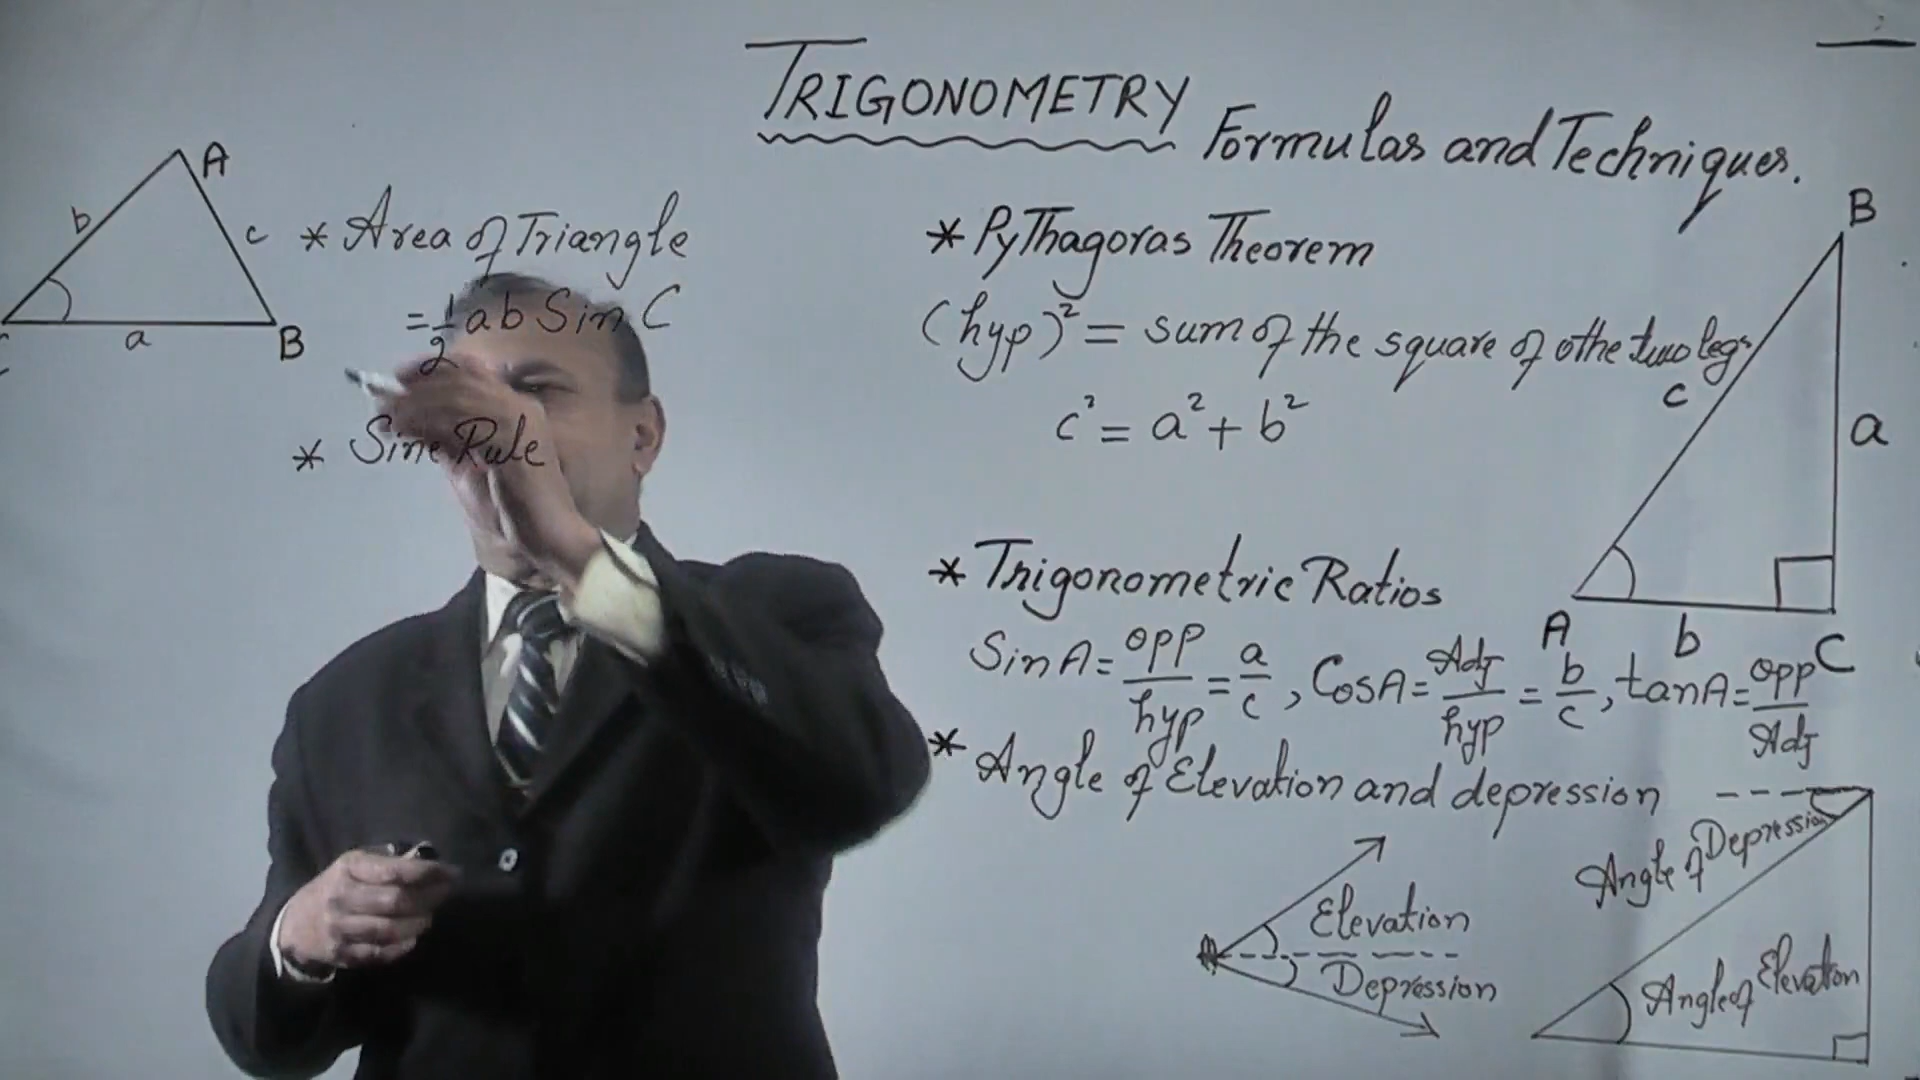 TRIGONOMETRY Formulas and Techniques.
A
b
c
a
B
* Area of Triangle
= 1/2 ab Sin C
* Sine Rule
* PyThagoras Theorem
(hyp)² = sum of the square of othe two legs
c² = a² + b²
B
c
a
A
b
C
* Trigonometric Ratios
Sin A = opp/hyp = a/c , Cos A = Adj/hyp = b/c , tan A = opp/Adj
* Angle of Elevation and depression
Elevation
Depression
Angle of Depression
Angle of Elevation